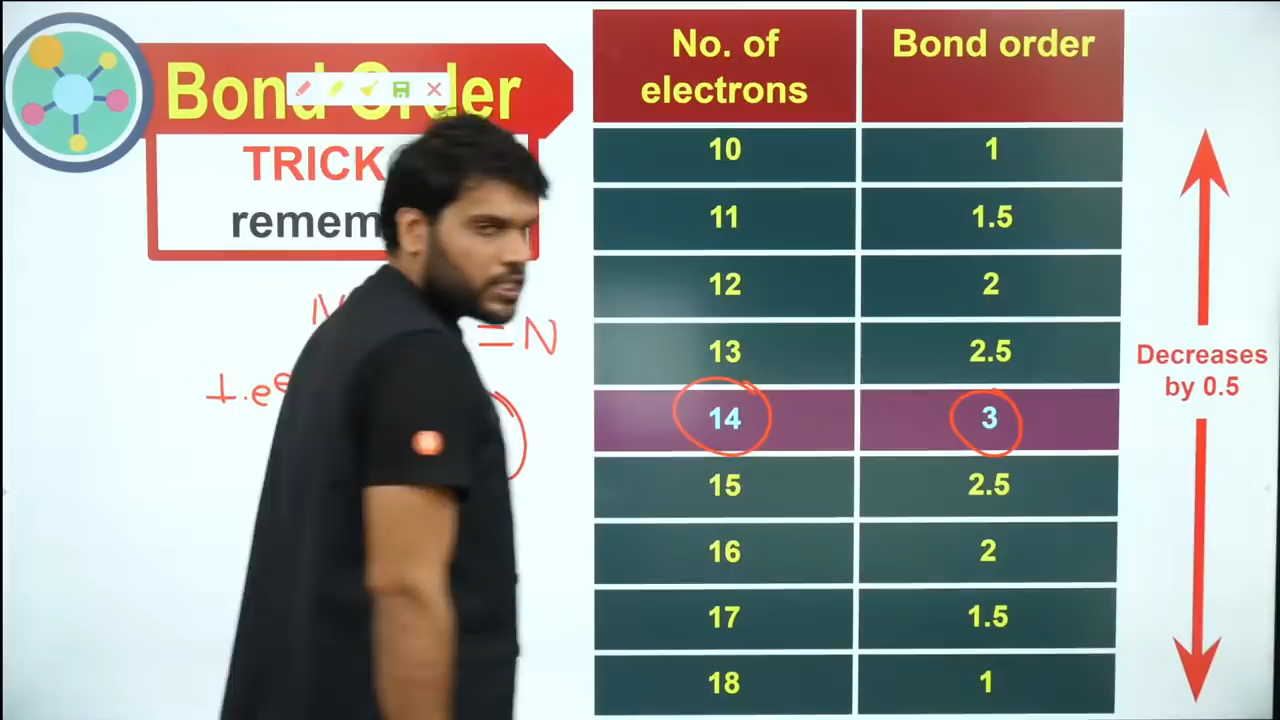 Bond Order
TRICK
remem
N
= N
No. of electrons Bond order
10 1
11 1.5
12 2
13 2.5
14 3
15 2.5
16 2
17 1.5
18 1
Decreases
by 0.5